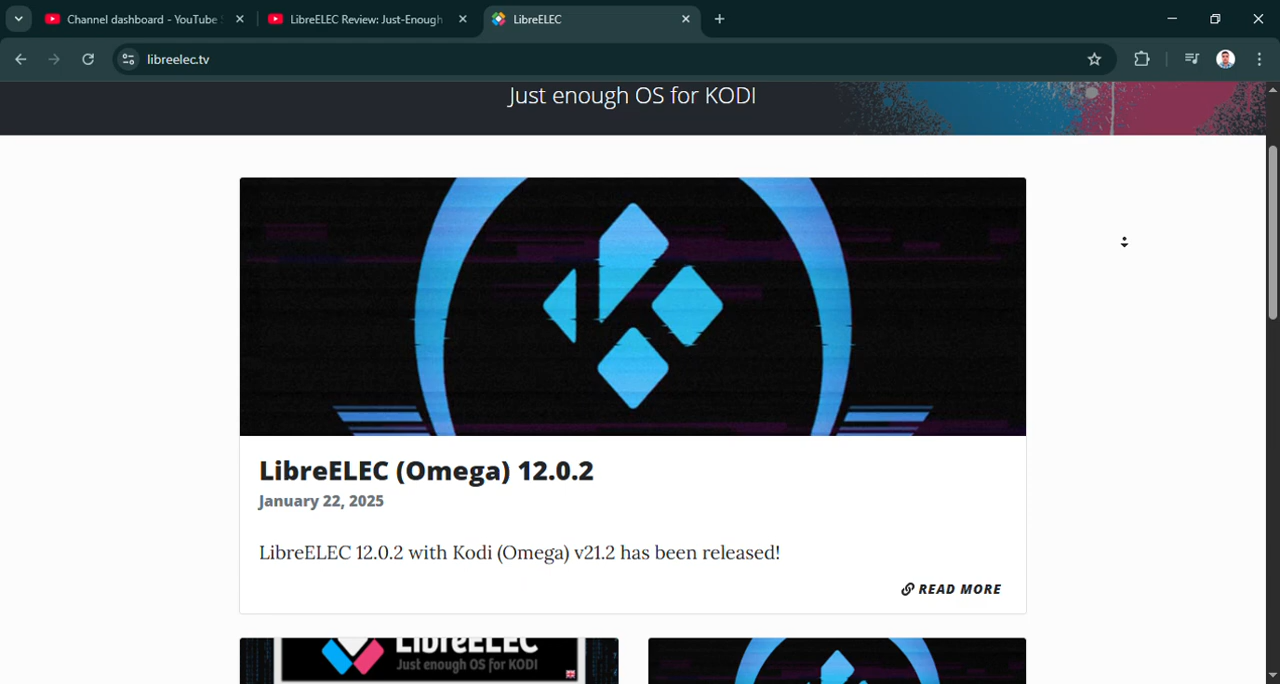 Channel dashboard - YouTube
LibreELEC Review: Just-Enough
LibreELEC
libreelec.tv
Just enough OS for KODI
LibreELEC (Omega) 12.0.2
January 22, 2025
LibreELEC 12.0.2 with Kodi (Omega) v21.2 has been released!
READ MORE
LibreELEC
Just enough OS for KODI